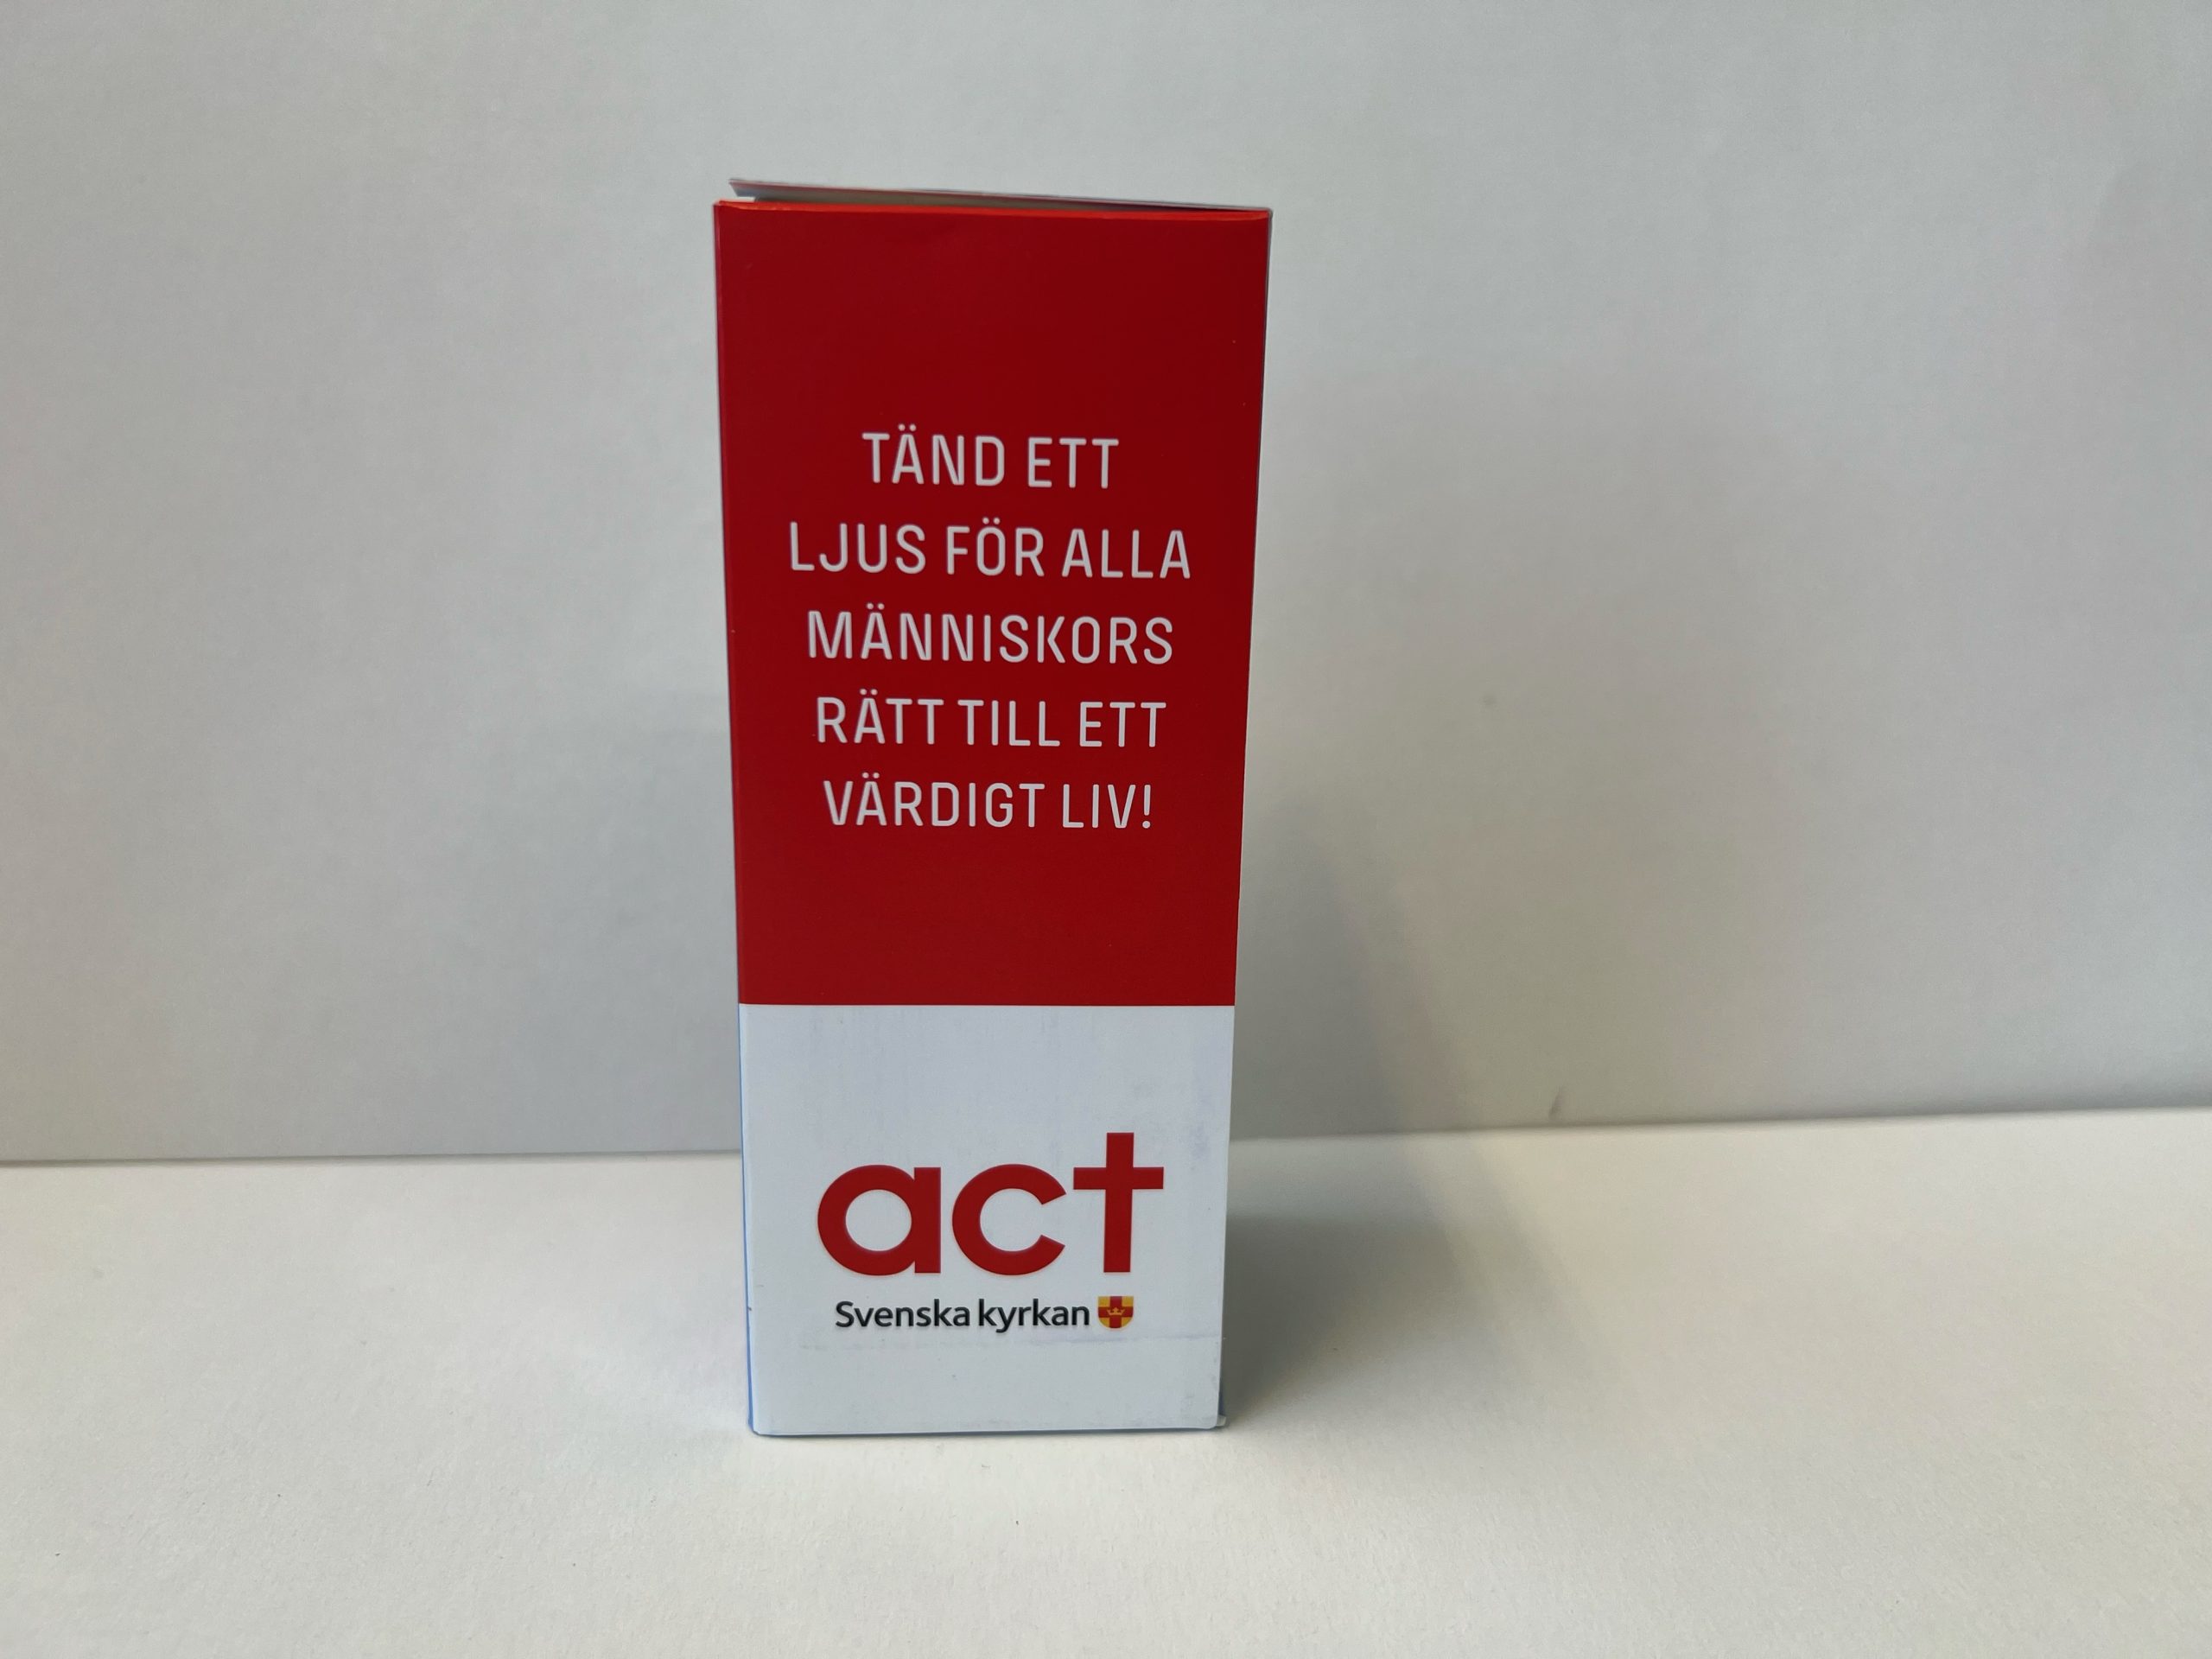 TÄND ETT
LJUS FÖR ALLA
MÄNNISKORS
RÄTT TILL ETT
VÄRDIGT LIV!
act
Svenska kyrkan